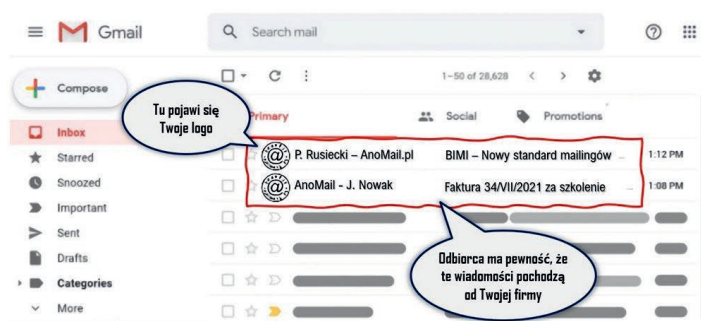 Gmail
Search mail
Compose
1–50 of 28,628
Tu pojawi się
Twoje logo
Primary
Social
Promotions
Inbox
P. Rusiecki – AnoMail.pl BIMI – Nowy standard mailingów ... 1:12 PM
Starred
Snoozed
AnoMail - J. Nowak Faktura 34/VII/2021 za szkolenie ... 1:08 PM
Important
Sent
Drafts
Categories
More
Odbiorca ma pewność, że
te wiadomości pochodzą
od Twojej firmy